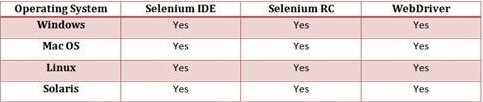 Operating System Selenium IDE Selenium RC WebDriver
Windows Yes Yes Yes
Mac OS Yes Yes Yes
Linux Yes Yes Yes
Solaris Yes Yes Yes